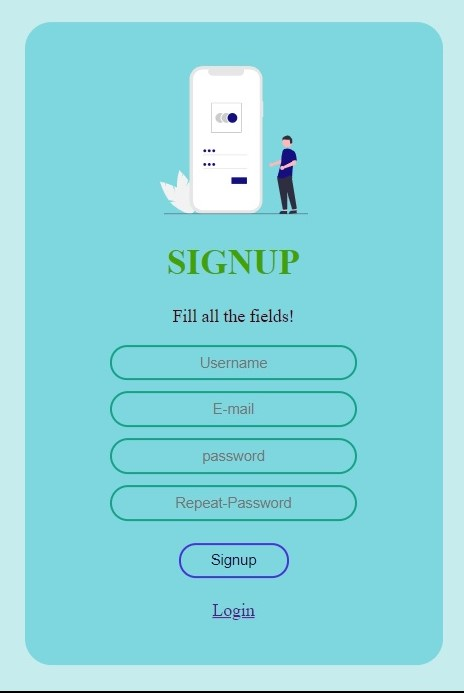 SIGNUP
Fill all the fields!
Username
E-mail
password
Repeat-Password
Signup
Login